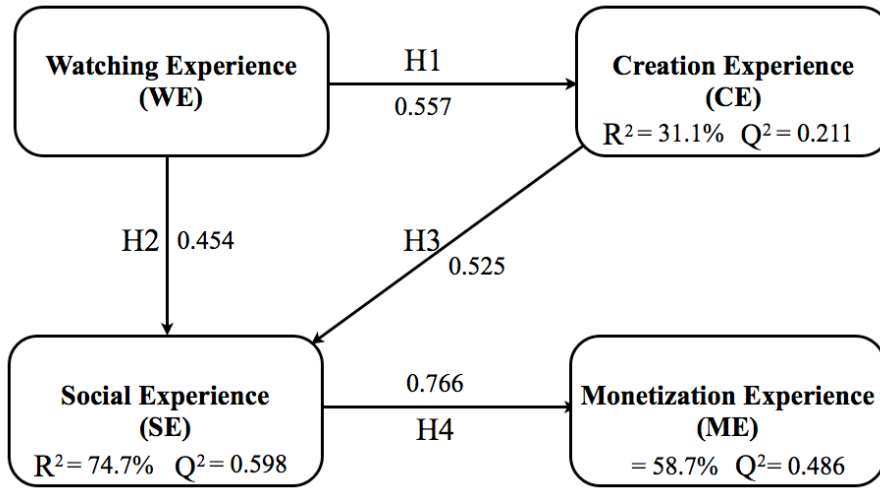 Watching Experience
(WE)
H1
0.557
Creation Experience
(CE)
R² = 31.1% Q² = 0.211
H2 0.454
H3
0.525
Social Experience
(SE)
R² = 74.7% Q² = 0.598
0.766
H4
Monetization Experience
(ME)
= 58.7% Q²= 0.486